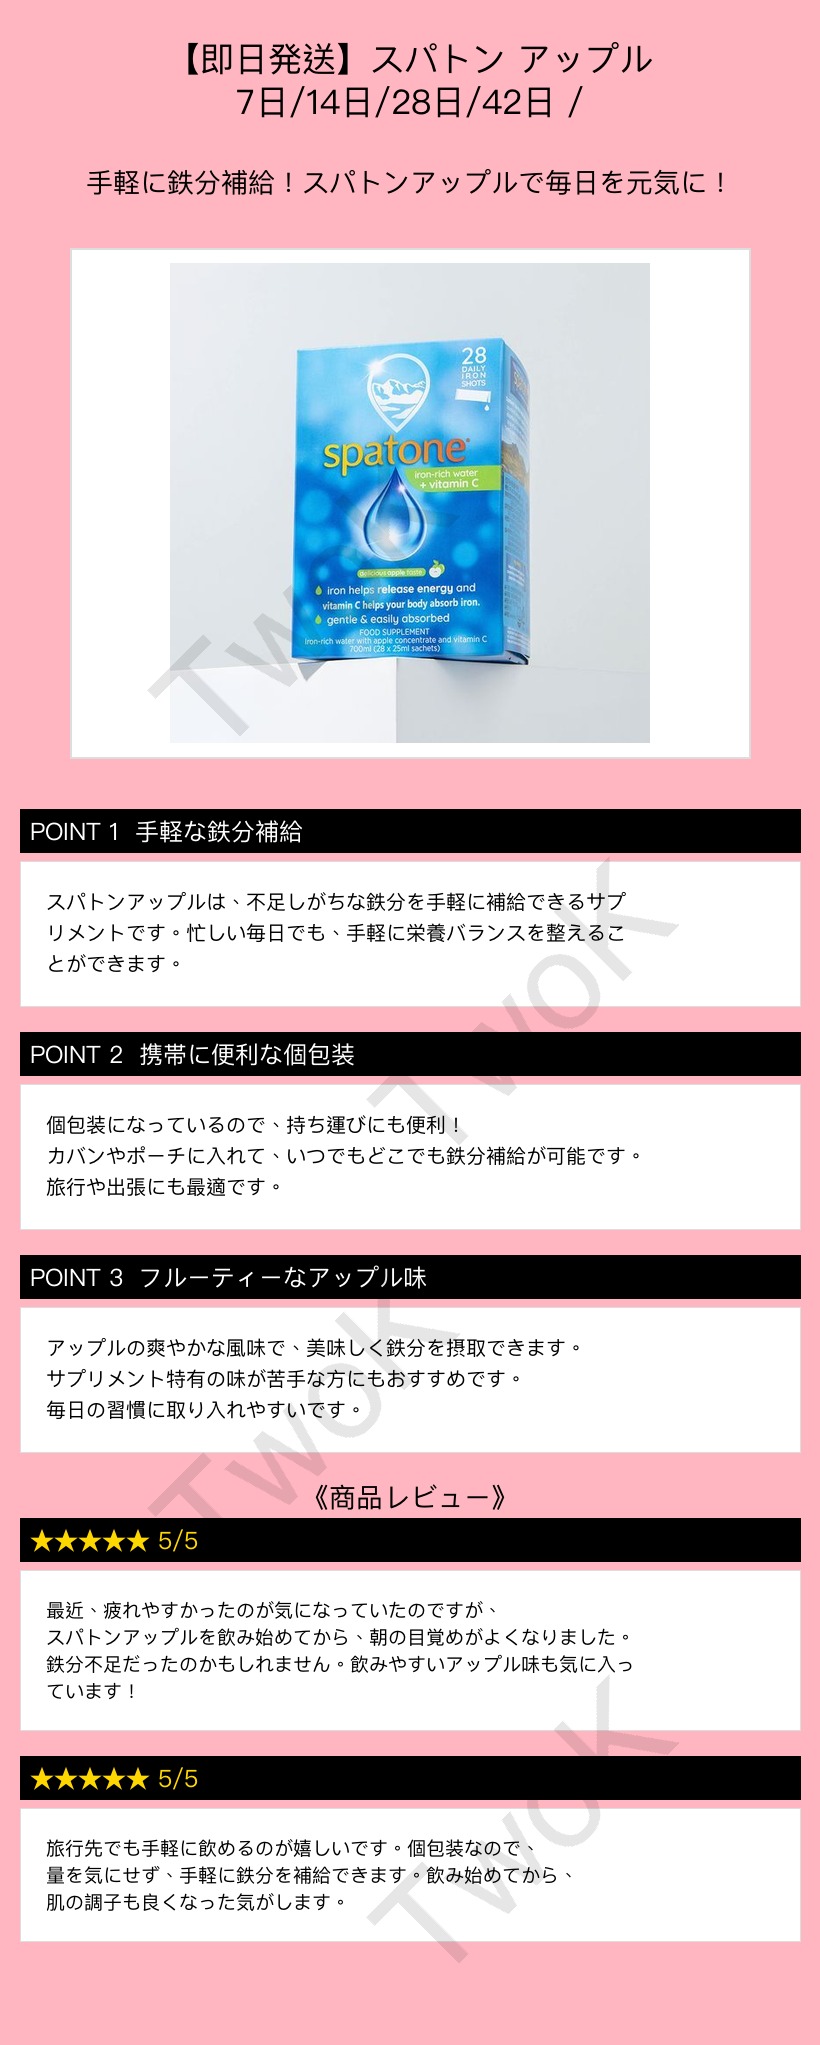 【即日発送】スパトン アップル
7日/14日/28日/42日 /
手軽に鉄分補給！スパトンアップルで毎日を元気に！
28
DAILY
IRON
SHOTS
spatone
iron-rich water
+ vitamin C
delicious apple taste
iron helps release energy and
vitamin C helps your body absorb iron.
gentle & easily absorbed
FOOD SUPPLEMENT
Iron-rich water with apple concentrate and vitamin C
700ml (28 x 25ml sachets)
TwoK
POINT 1 手軽な鉄分補給
スパトンアップルは、不足しがちな鉄分を手軽に補給できるサプ
リメントです。忙しい毎日でも、手軽に栄養バランスを整えるこ
とができます。
TwoK
POINT 2 携帯に便利な個包装
個包装になっているので、持ち運びにも便利！
カバンやポーチに入れて、いつでもどこでも鉄分補給が可能です。
旅行や出張にも最適です。
POINT 3 フルーティーなアップル味
アップルの爽やかな風味で、美味しく鉄分を摂取できます。
サプリメント特有の味が苦手な方にもおすすめです。
毎日の習慣に取り入れやすいです。
TwoK
《商品レビュー》
★★★★★ 5/5
最近、疲れやすかったのが気になっていたのですが、
スパトンアップルを飲み始めてから、朝の目覚めがよくなりました。
鉄分不足だったのかもしれません。飲みやすいアップル味も気に入っ
ています！
★★★★★ 5/5
旅行先でも手軽に飲めるのが嬉しいです。個包装なので、
量を気にせず、手軽に鉄分を補給できます。飲み始めてから、
肌の調子も良くなった気がします。
TwoK